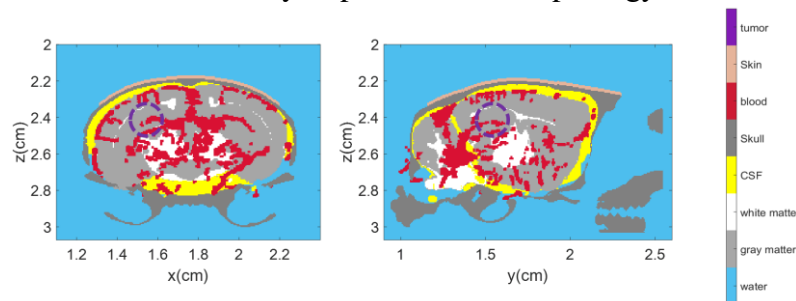 2
2.2
2.4
2.6
2.8
3
z(cm)
1.2 1.4 1.6 1.8 2 2.2
x(cm)
2
2.2
2.4
2.6
2.8
3
z(cm)
1 1.5 2 2.5
y(cm)
tumor
Skin
blood
Skull
CSF
white matte
gray matter
water